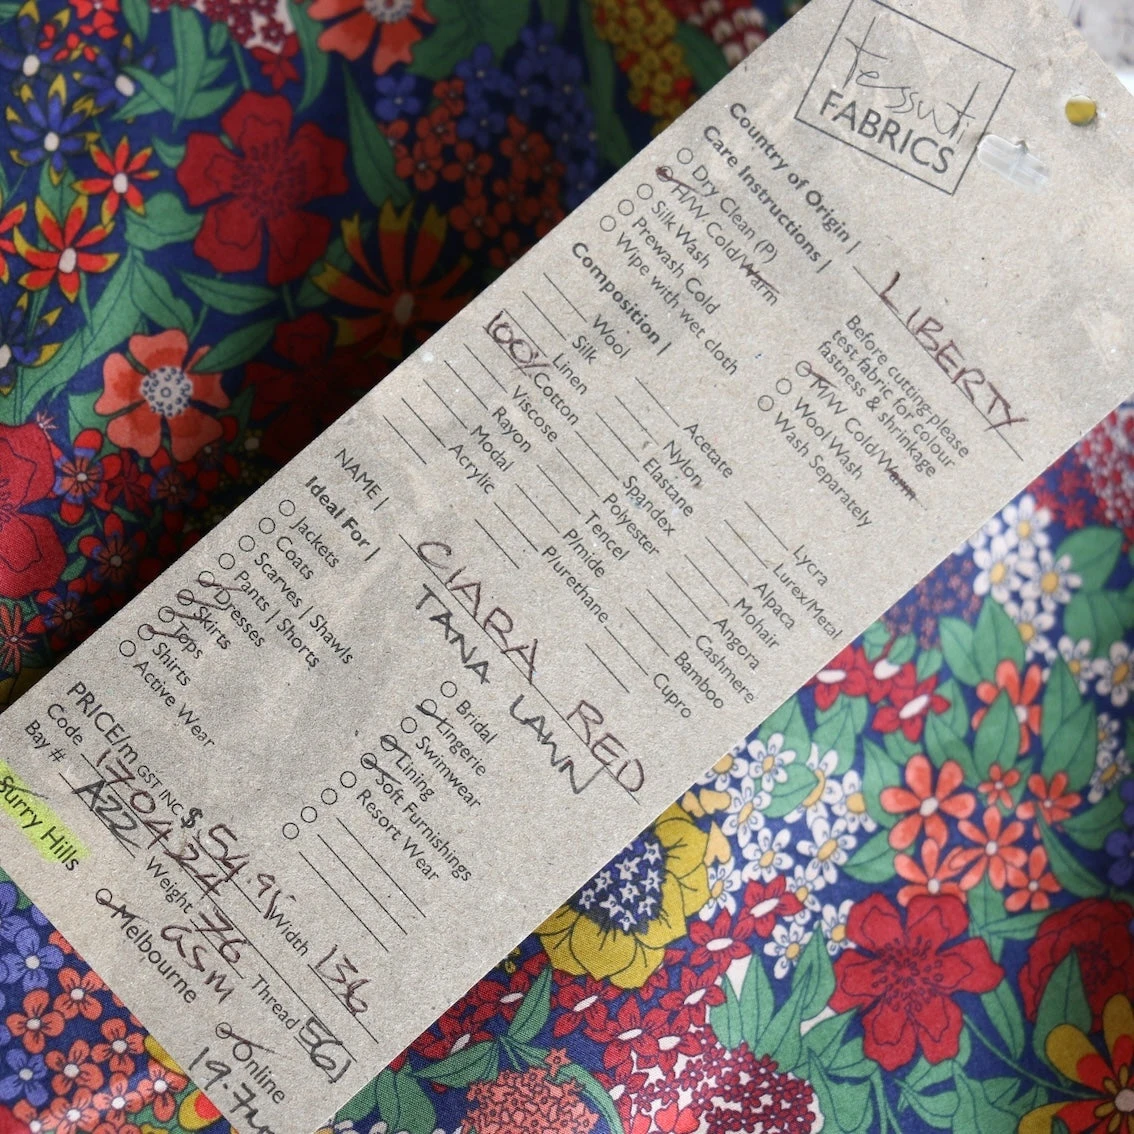 Tessuti
FABRICS
Country of Origin | LIBERTY
Care Instructions |
Before cutting please
test fabric for colour
fastness & shrinkage
Dry Clean (P)
H/W Cold/Warm
Silk Wash
Prewash Cold
Wipe with wet cloth
M/W Cold/Warm
Wool Wash
Wash Separately
Composition |
Wool
Silk
Linen
100% Cotton
Viscose
Rayon
Modal
Acrylic
Acetate
Nylon
Elastane
Spandex
Polyester
Tencel
P/mide
P/urethane
Lycra
Lurex/Metal
Alpaca
Mohair
Angora
Cashmere
Bamboo
Cupro
NAME | CIARA RED
TANA LAWN
Ideal For |
Jackets
Coats
Scarves | Shawls
Pants | Shorts
Dresses
Skirts
Tops
Shirts
Active Wear
Bridal
Lingerie
Swimwear
Lining
Soft Furnishings
Resort Wear
PRICE/m GST INC $ 54.95 Width 136
Code 170424 Weight 76 GSM Thread 561
Bay # A22
Surry Hills
Melbourne
Online